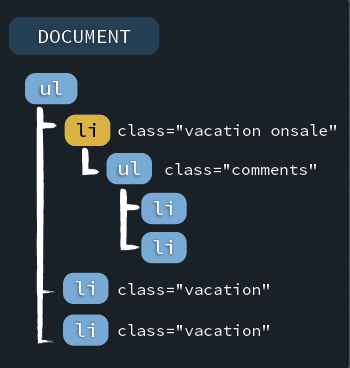 DOCUMENT
ul
li class="vacation onsale"
ul class="comments"
li
li
li class="vacation"
li class="vacation"